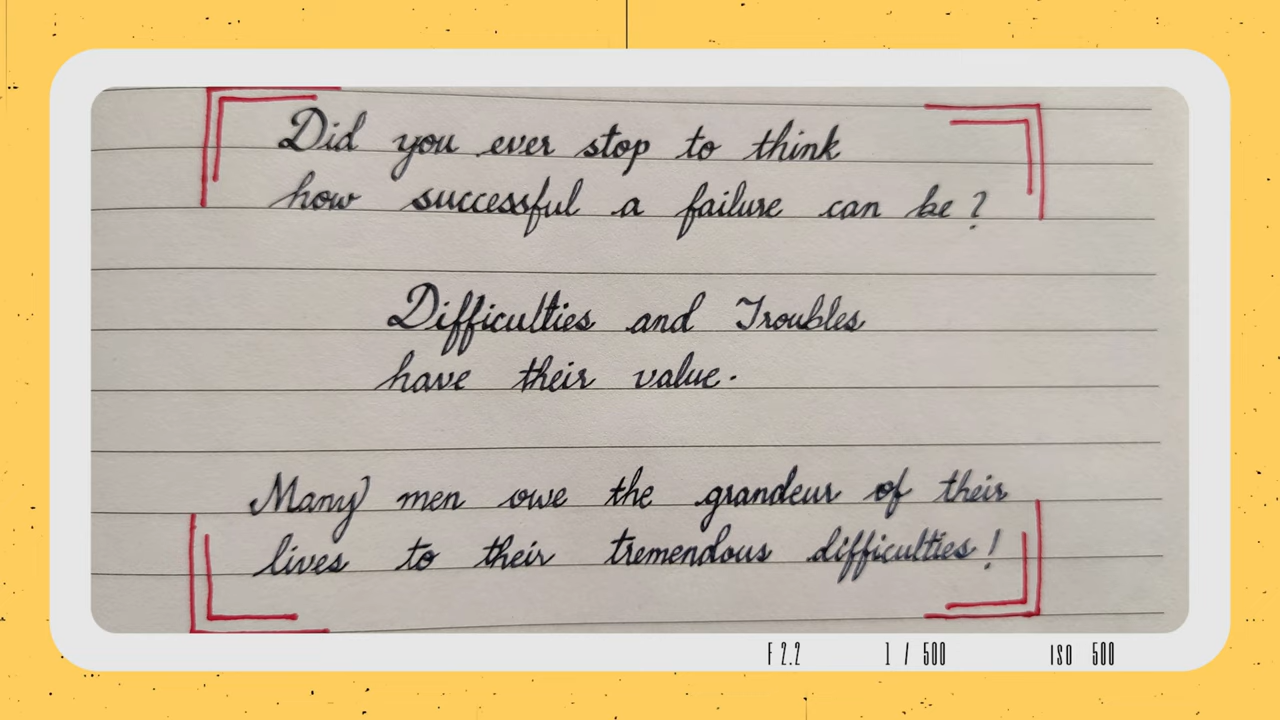 Did you ever stop to think
how successful a failure can be?
Difficulties and Troubles
have their value.
Many men owe the grandeur of their
lives to their tremendous difficulties!
F 2.2 1 / 500 ISO 500